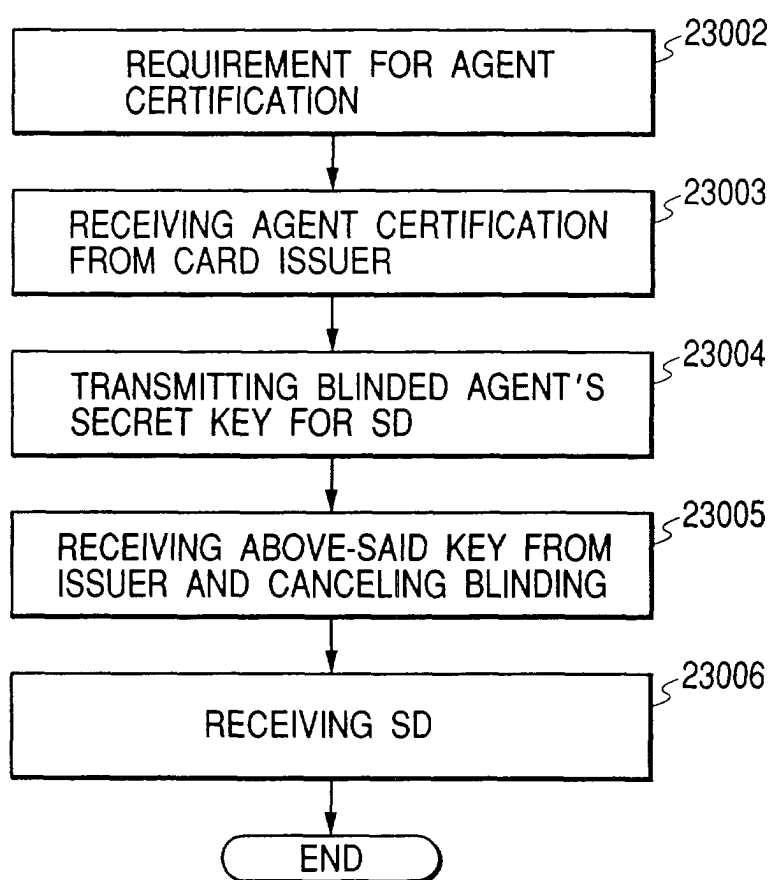 23002
REQUIREMENT FOR AGENT
CERTIFICATION
23003
RECEIVING AGENT CERTIFICATION
FROM CARD ISSUER
23004
TRANSMITTING BLINDED AGENT'S
SECRET KEY FOR SD
23005
RECEIVING ABOVE-SAID KEY FROM
ISSUER AND CANCELING BLINDING
23006
RECEIVING SD
END